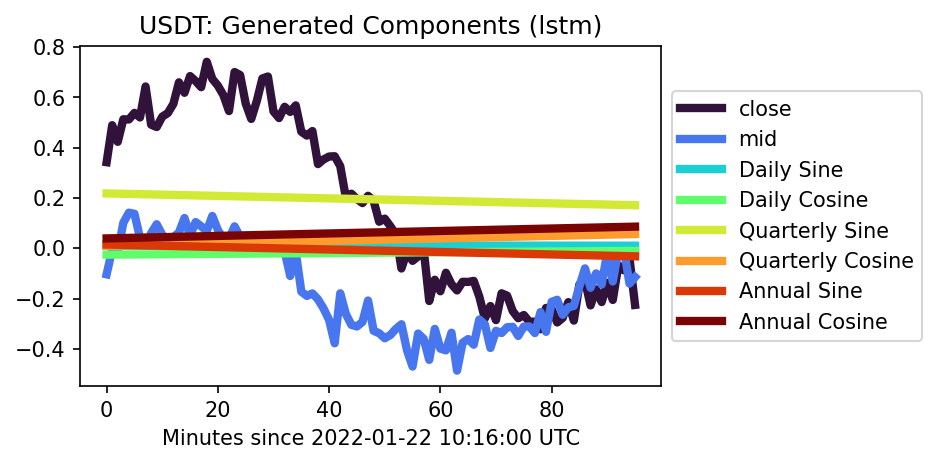 USDT: Generated Components (lstm)
0.8
0.6
0.4
0.2
0.0
−0.2
−0.4
0
20
40
60
80
Minutes since 2022-01-22 10:16:00 UTC
close
mid
Daily Sine
Daily Cosine
Quarterly Sine
Quarterly Cosine
Annual Sine
Annual Cosine